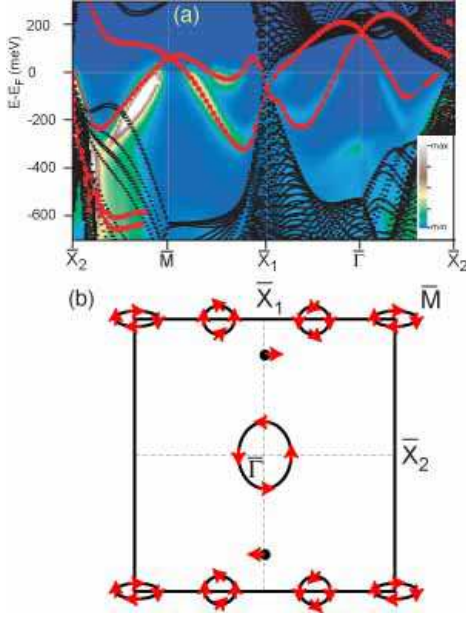 (a)
E-E_F (meV)
200
0
-200
-400
-600
max
min
X̄₂ M̄ X̄₁ Γ̄ X̄₂
(b)
X̄₁ M̄
Γ̄ X̄₂